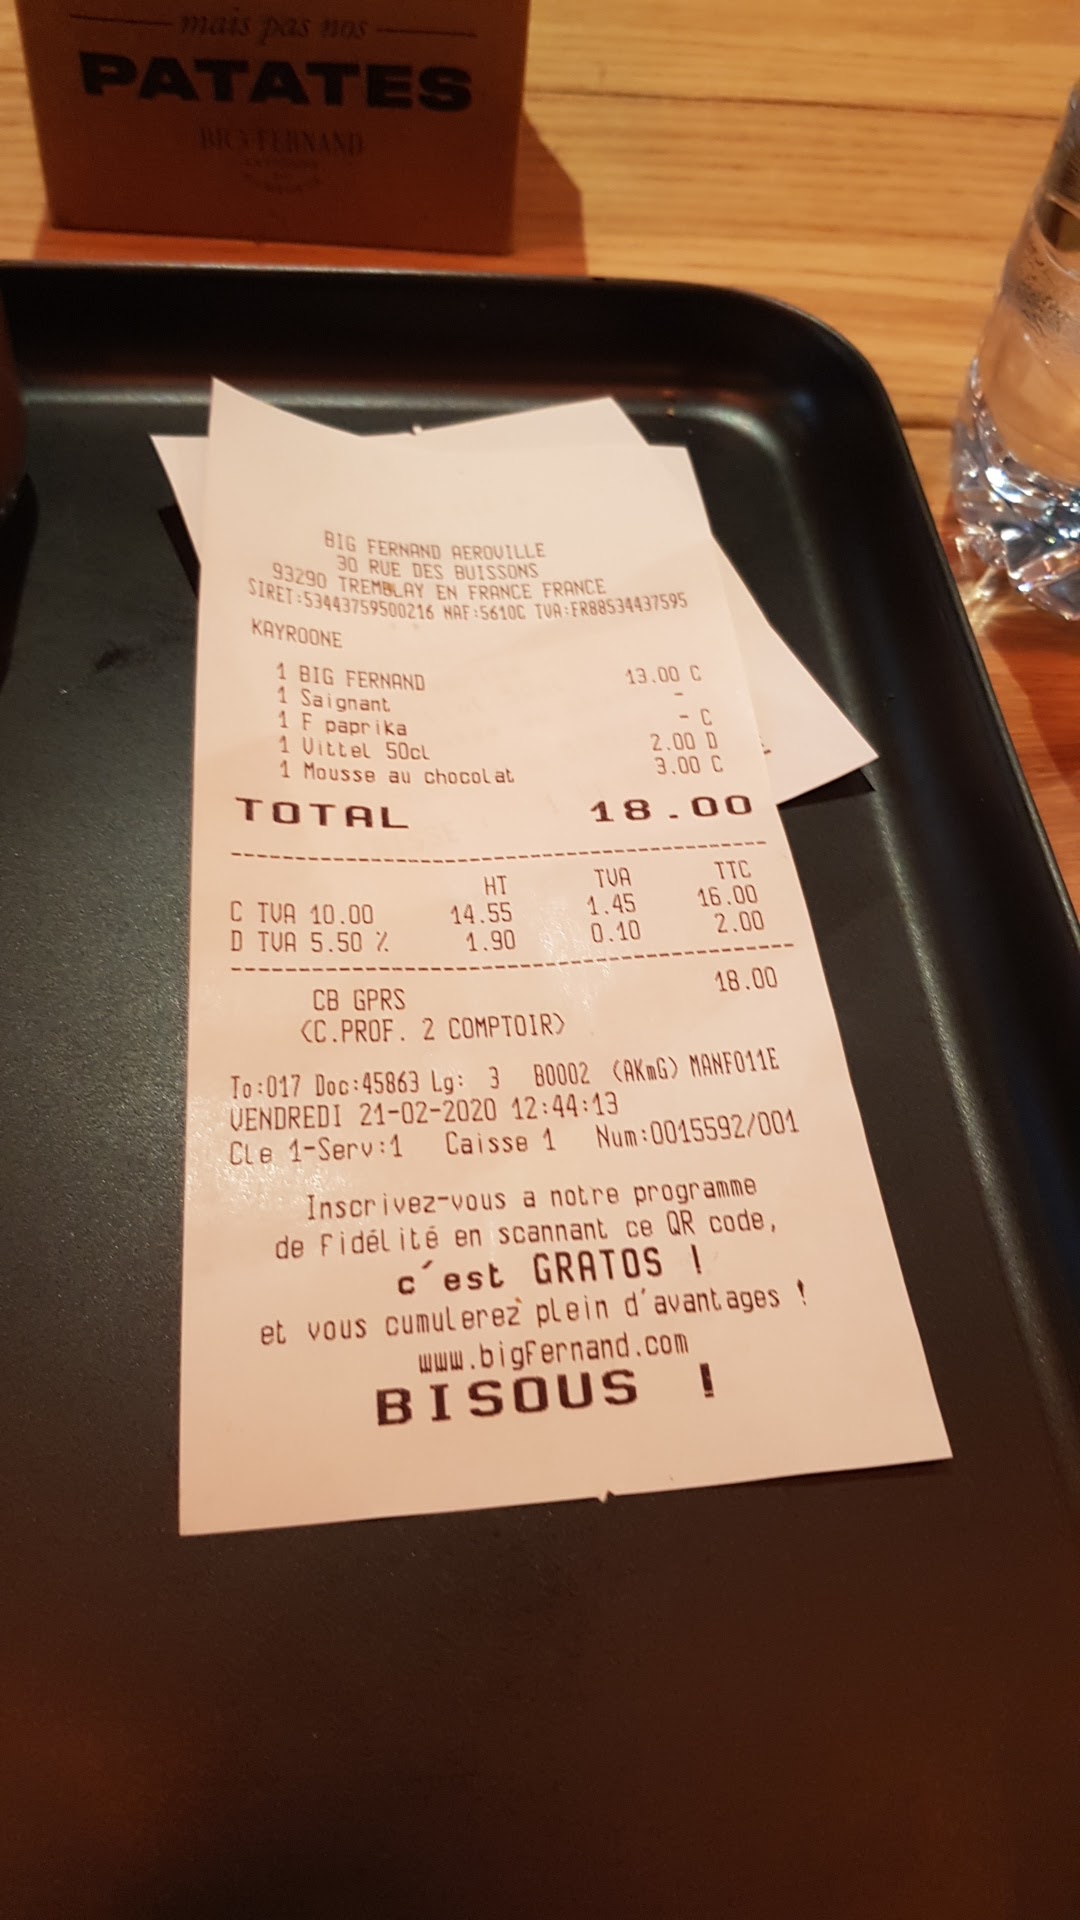 mais pas nos
PATATES
BIG FERNAND
BIG FERNAND AEROVILLE
30 RUE DES BUISSONS
93290 TREMBLAY EN FRANCE FRANCE
SIRET:53443759500216 NAF:5610C TVA:FR88534437595
KAYROONE
1 BIG FERNAND 13.00 C
1 Saignant -
1 F paprika - C
1 Vittel 50cl 2.00 D
1 Mousse au chocolat 3.00 C
TOTAL 18.00
HT TVA TTC
C TVA 10.00 14.55 1.45 16.00
D TVA 5.50 % 1.90 0.10 2.00
CB GPRS 18.00
(C.PROF. 2 COMPTOIR)
To:017 Doc:45863 Lg: 3 B0002 (AKmG) MANF011E
VENDREDI 21-02-2020 12:44:13
Cle 1-Serv:1 Caisse 1 Num:0015592/001
Inscrivez-vous a notre programme
de fidélité en scannant ce QR code,
c'est GRATOS !
et vous cumulerez plein d'avantages !
www.bigfernand.com
BISOUS !